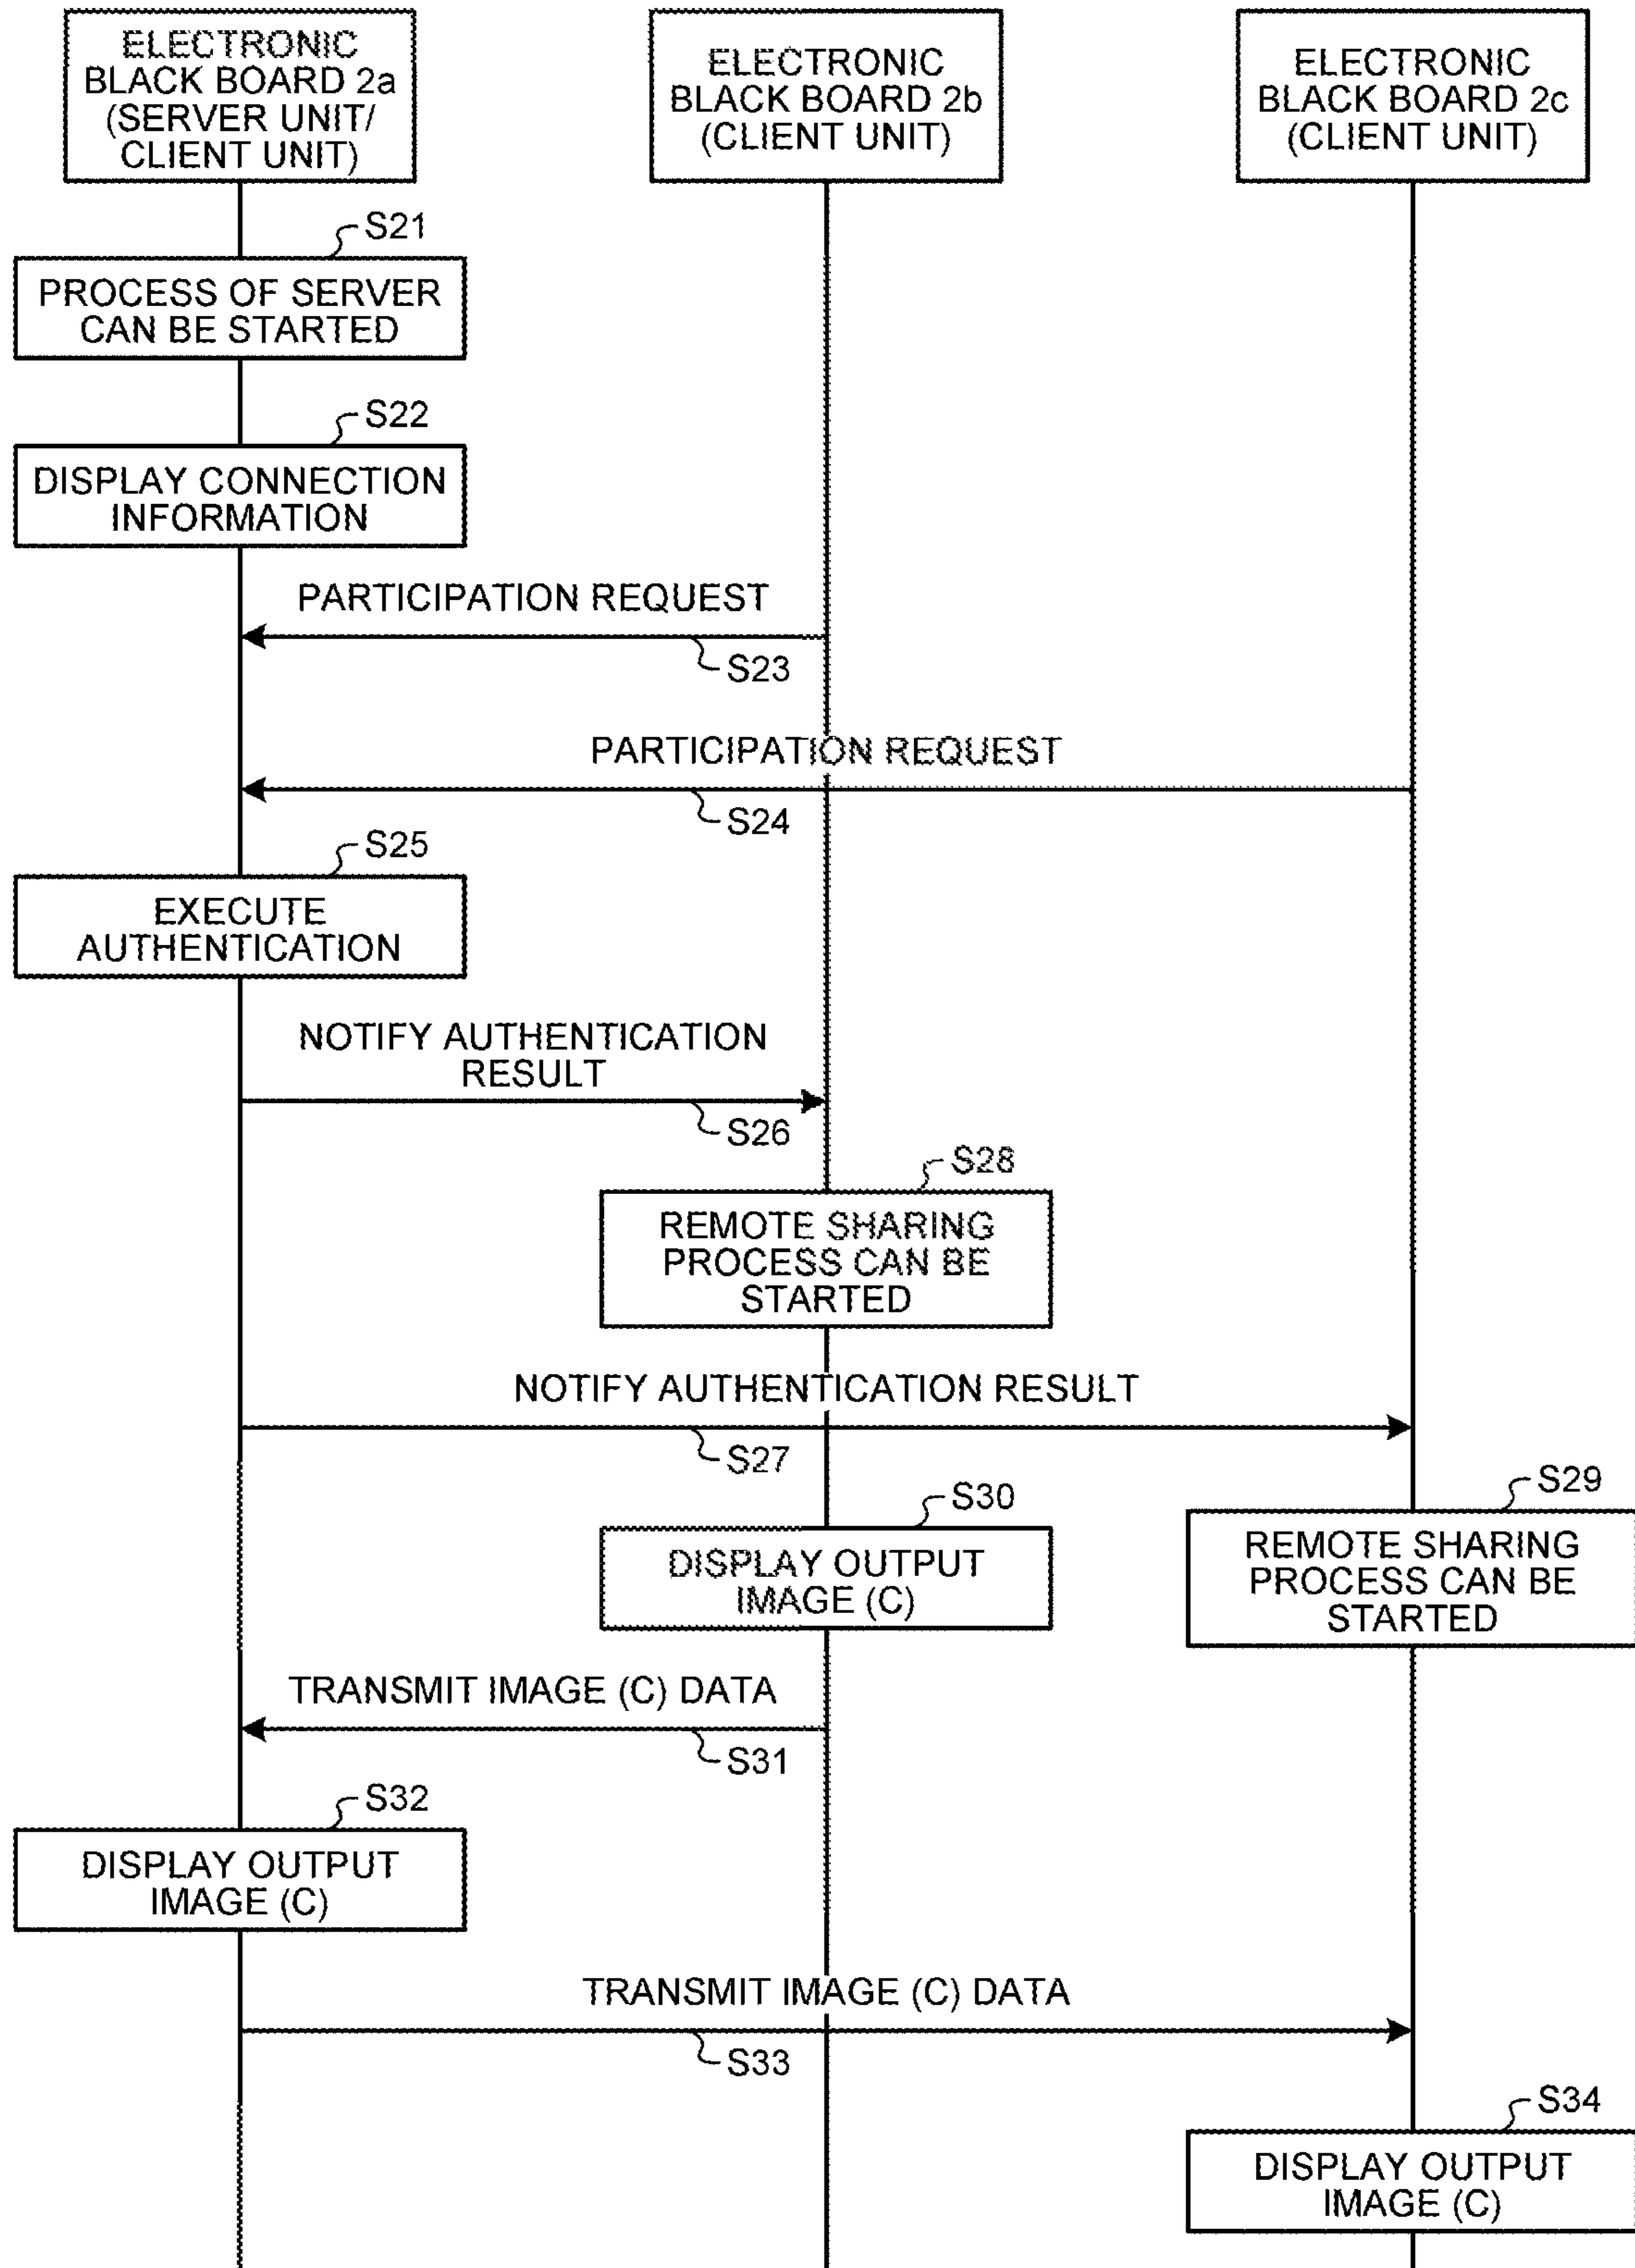 ELECTRONIC
BLACK BOARD 2a
(SERVER UNIT/
CLIENT UNIT)
ELECTRONIC
BLACK BOARD 2b
(CLIENT UNIT)
ELECTRONIC
BLACK BOARD 2c
(CLIENT UNIT)
S21
PROCESS OF SERVER
CAN BE STARTED
S22
DISPLAY CONNECTION
INFORMATION
PARTICIPATION REQUEST
S23
PARTICIPATION REQUEST
S24
S25
EXECUTE
AUTHENTICATION
NOTIFY AUTHENTICATION
RESULT
S26
S28
REMOTE SHARING
PROCESS CAN BE
STARTED
NOTIFY AUTHENTICATION RESULT
S27
S29
REMOTE SHARING
PROCESS CAN BE
STARTED
S30
DISPLAY OUTPUT
IMAGE (C)
TRANSMIT IMAGE (C) DATA
S31
S32
DISPLAY OUTPUT
IMAGE (C)
TRANSMIT IMAGE (C) DATA
S33
S34
DISPLAY OUTPUT
IMAGE (C)